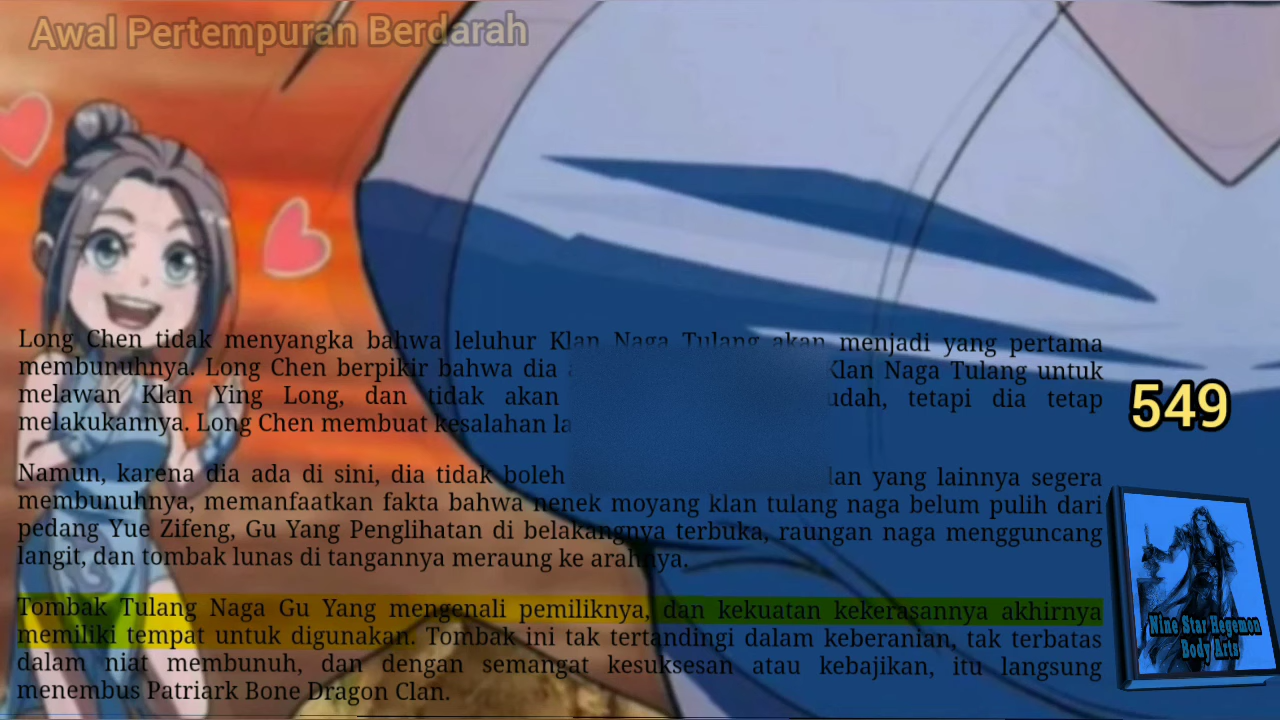 Awal Pertempuran Berdarah
Long Chen tidak menyangka bahwa leluhur Klan Naga Tulang akan menjadi yang pertama
membunuhnya. Long Chen berpikir bahwa dia Klan Naga Tulang untuk
melawan Klan Ying Long, dan tidak akan tetapi dia tetap
melakukannya. Long Chen membuat kesalahan
Namun, karena dia ada di sini, dia tidak boleh yang lainnya segera
membunuhnya, memanfaatkan fakta bahwa nenek moyang klan tulang naga belum pulih dari
pedang Yue Zifeng, Gu Yang Penglihatan di belakangnya terbuka, raungan naga mengguncang
langit, dan tombak lunas di tangannya meraung ke arahnya.
Tombak Tulang Naga Gu Yang mengenali pemiliknya, dan kekuatan kekerasannya akhirnya
memiliki tempat untuk digunakan. Tombak ini tak tertandingi dalam keberanian, tak terbatas
dalam niat membunuh, dan dengan semangat kesuksesan atau kebajikan, itu langsung
menembus Patriark Bone Dragon Clan.
549
Nine Star Hegemon
Body Arts